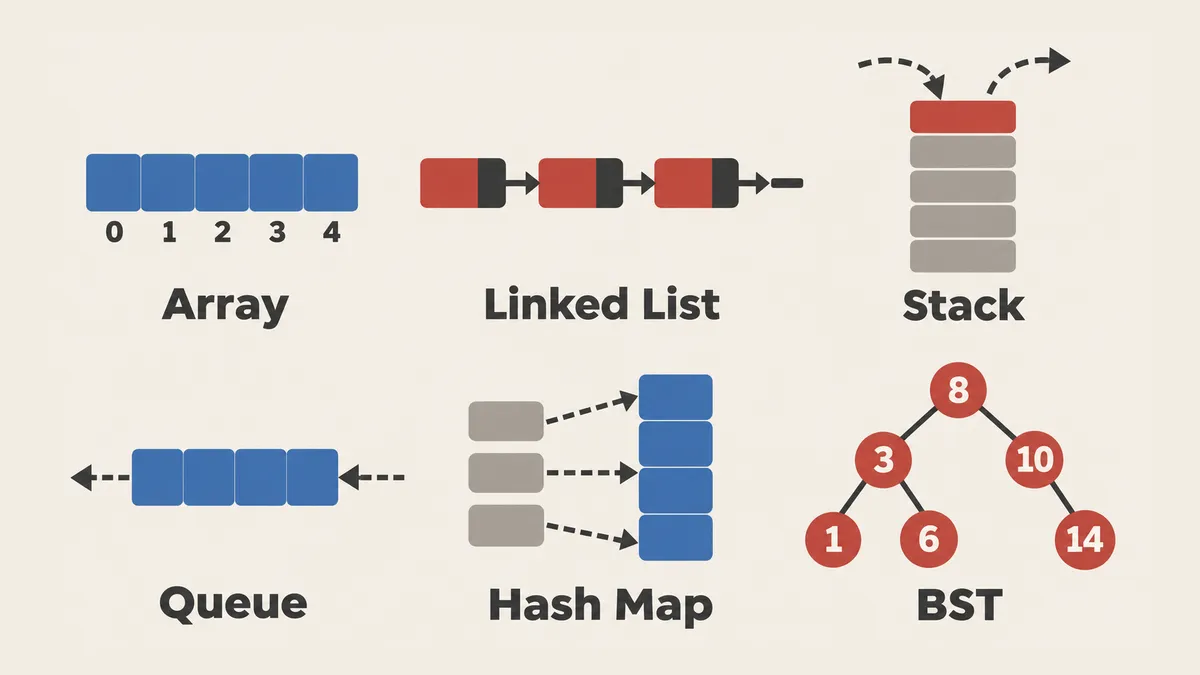 0 1 2 3 4
Array
Linked List
Stack
Queue
Hash Map
8
3 10
1 6 14
BST